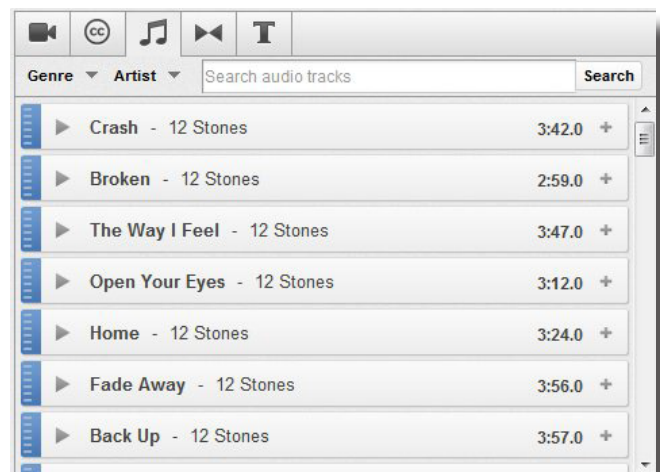 cc T
Genre Artist Search audio tracks Search
Crash - 12 Stones 3:42.0 +
Broken - 12 Stones 2:59.0 +
The Way I Feel - 12 Stones 3:47.0 +
Open Your Eyes - 12 Stones 3:12.0 +
Home - 12 Stones 3:24.0 +
Fade Away - 12 Stones 3:56.0 +
Back Up - 12 Stones 3:57.0 +